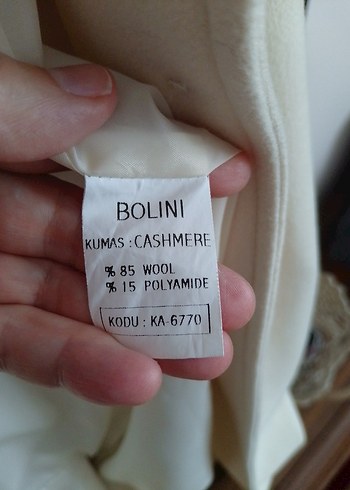 BOLINI
KUMAS : CASHMERE
% 85 WOOL
% 15 POLYAMIDE
KODU : KA-6770